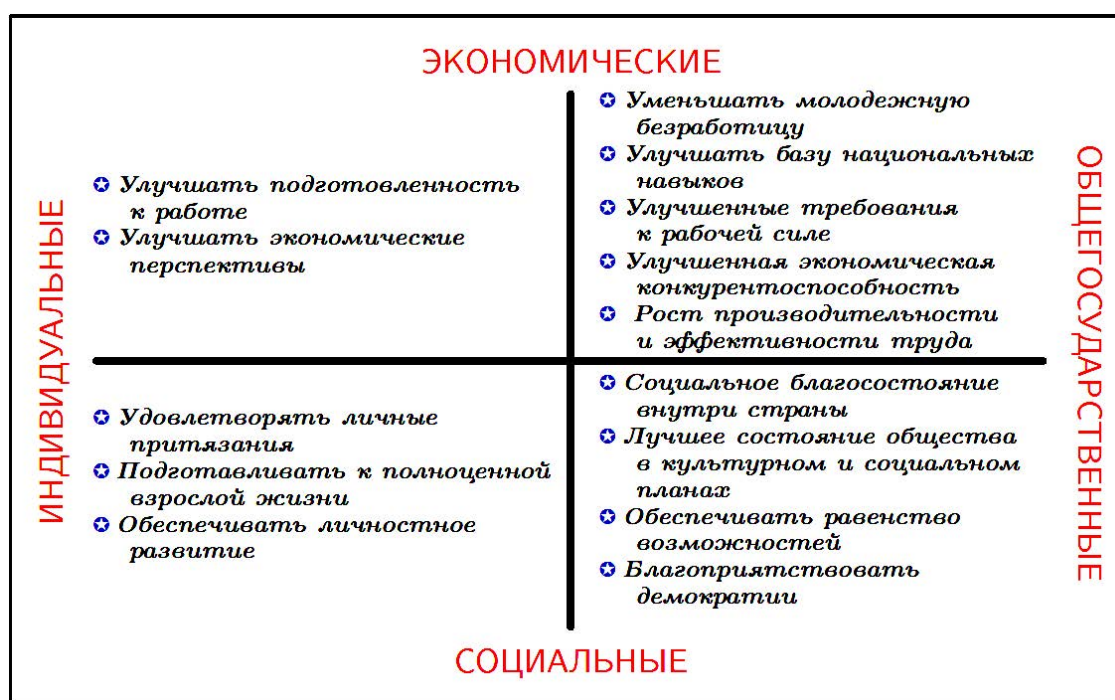 ЭКОНОМИЧЕСКИЕ
ИНДИВИДУАЛЬНЫЕ
✪ Улучшать подготовленность
к работе
✪ Улучшать экономические
перспективы
✪ Уменьшать молодежную
безработицу
✪ Улучшать базу национальных
навыков
✪ Улучшенные требования
к рабочей силе
✪ Улучшенная экономическая
конкурентоспособность
✪ Рост производительности
и эффективности труда
ОБЩЕГОСУДАРСТВЕННЫЕ
✪ Удовлетворять личные
притязания
✪ Подготавливать к полноценной
взрослой жизни
✪ Обеспечивать личностное
развитие
✪ Социальное благосостояние
внутри страны
✪ Лучшее состояние общества
в культурном и социальном
планах
✪ Обеспечивать равенство
возможностей
✪ Благоприятствовать
демократии
СОЦИАЛЬНЫЕ